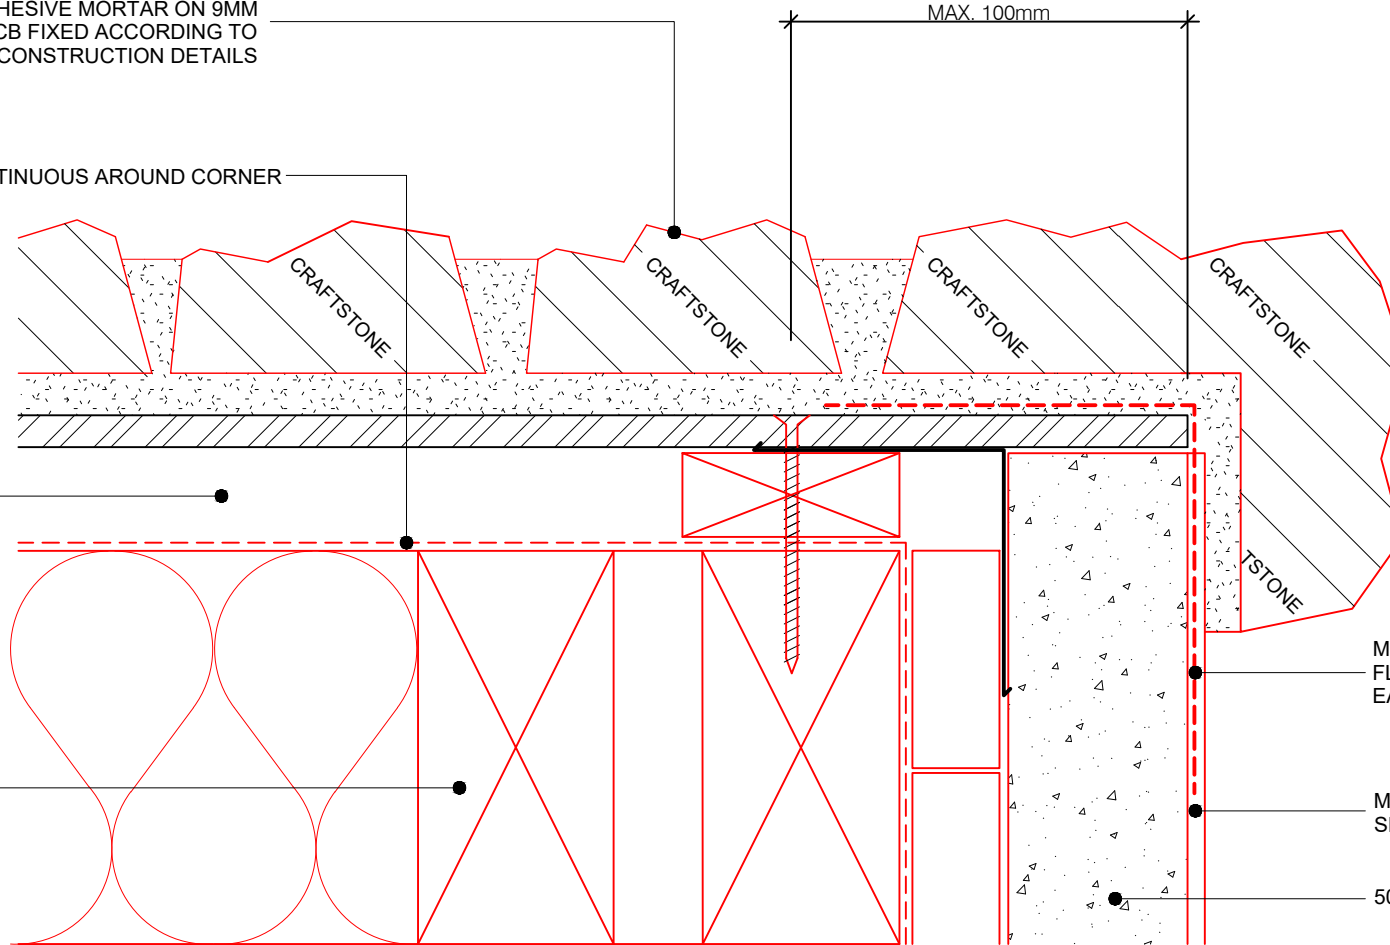 HESIVE MORTAR ON 9MM
CB FIXED ACCORDING TO
CONSTRUCTION DETAILS
MAX. 100mm
TINUOUS AROUND CORNER
CRAFTSTONE
CRAFTSTONE
CRAFTSTONE
CRAFTSTONE
TSTONE
M
FL
EA
M
SI
50